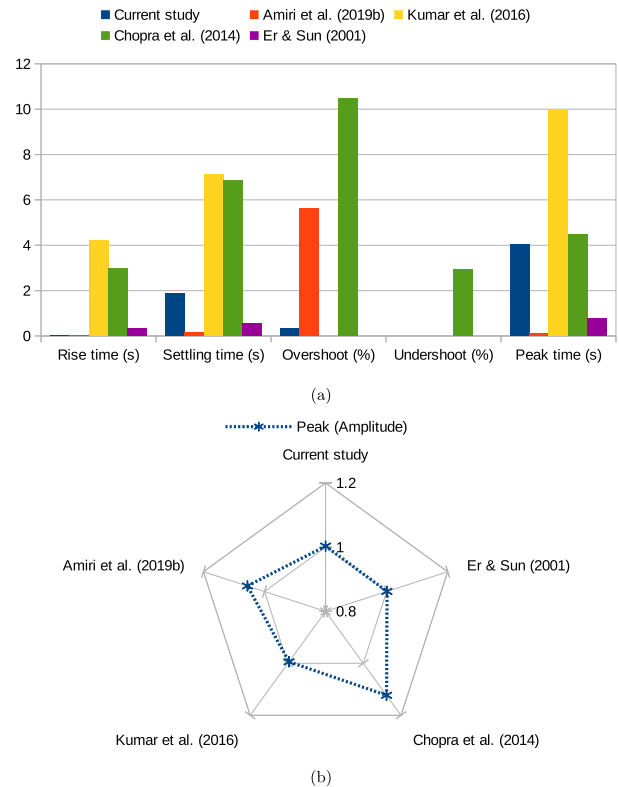 Current study Amiri et al. (2019b) Kumar et al. (2016)
Chopra et al. (2014) Er & Sun (2001)
12
10
8
6
4
2
0
Rise time (s) Settling time (s) Overshoot (%) Undershoot (%) Peak time (s)
(a)
Peak (Amplitude)
Current study
1.2
1
Amiri et al. (2019b) Er & Sun (2001)
0.8
Kumar et al. (2016) Chopra et al. (2014)
(b)